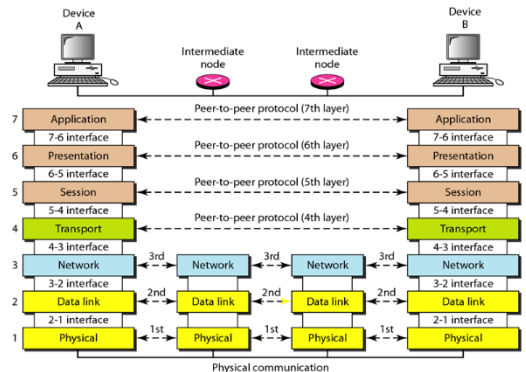 Device
A
Device
B
Intermediate
node
Intermediate
node
7 Application Peer-to-peer protocol (7th layer) Application
7-6 interface 7-6 interface
6 Presentation Peer-to-peer protocol (6th layer) Presentation
6-5 interface 6-5 interface
5 Session Peer-to-peer protocol (5th layer) Session
5-4 interface 5-4 interface
4 Transport Peer-to-peer protocol (4th layer) Transport
4-3 interface 4-3 interface
3 Network 3rd Network 3rd Network 3rd Network
3-2 interface 3-2 interface
2 Data link 2nd Data link 2nd Data link 2nd Data link
2-1 interface 2-1 interface
1 Physical 1st Physical 1st Physical 1st Physical
Physical communication